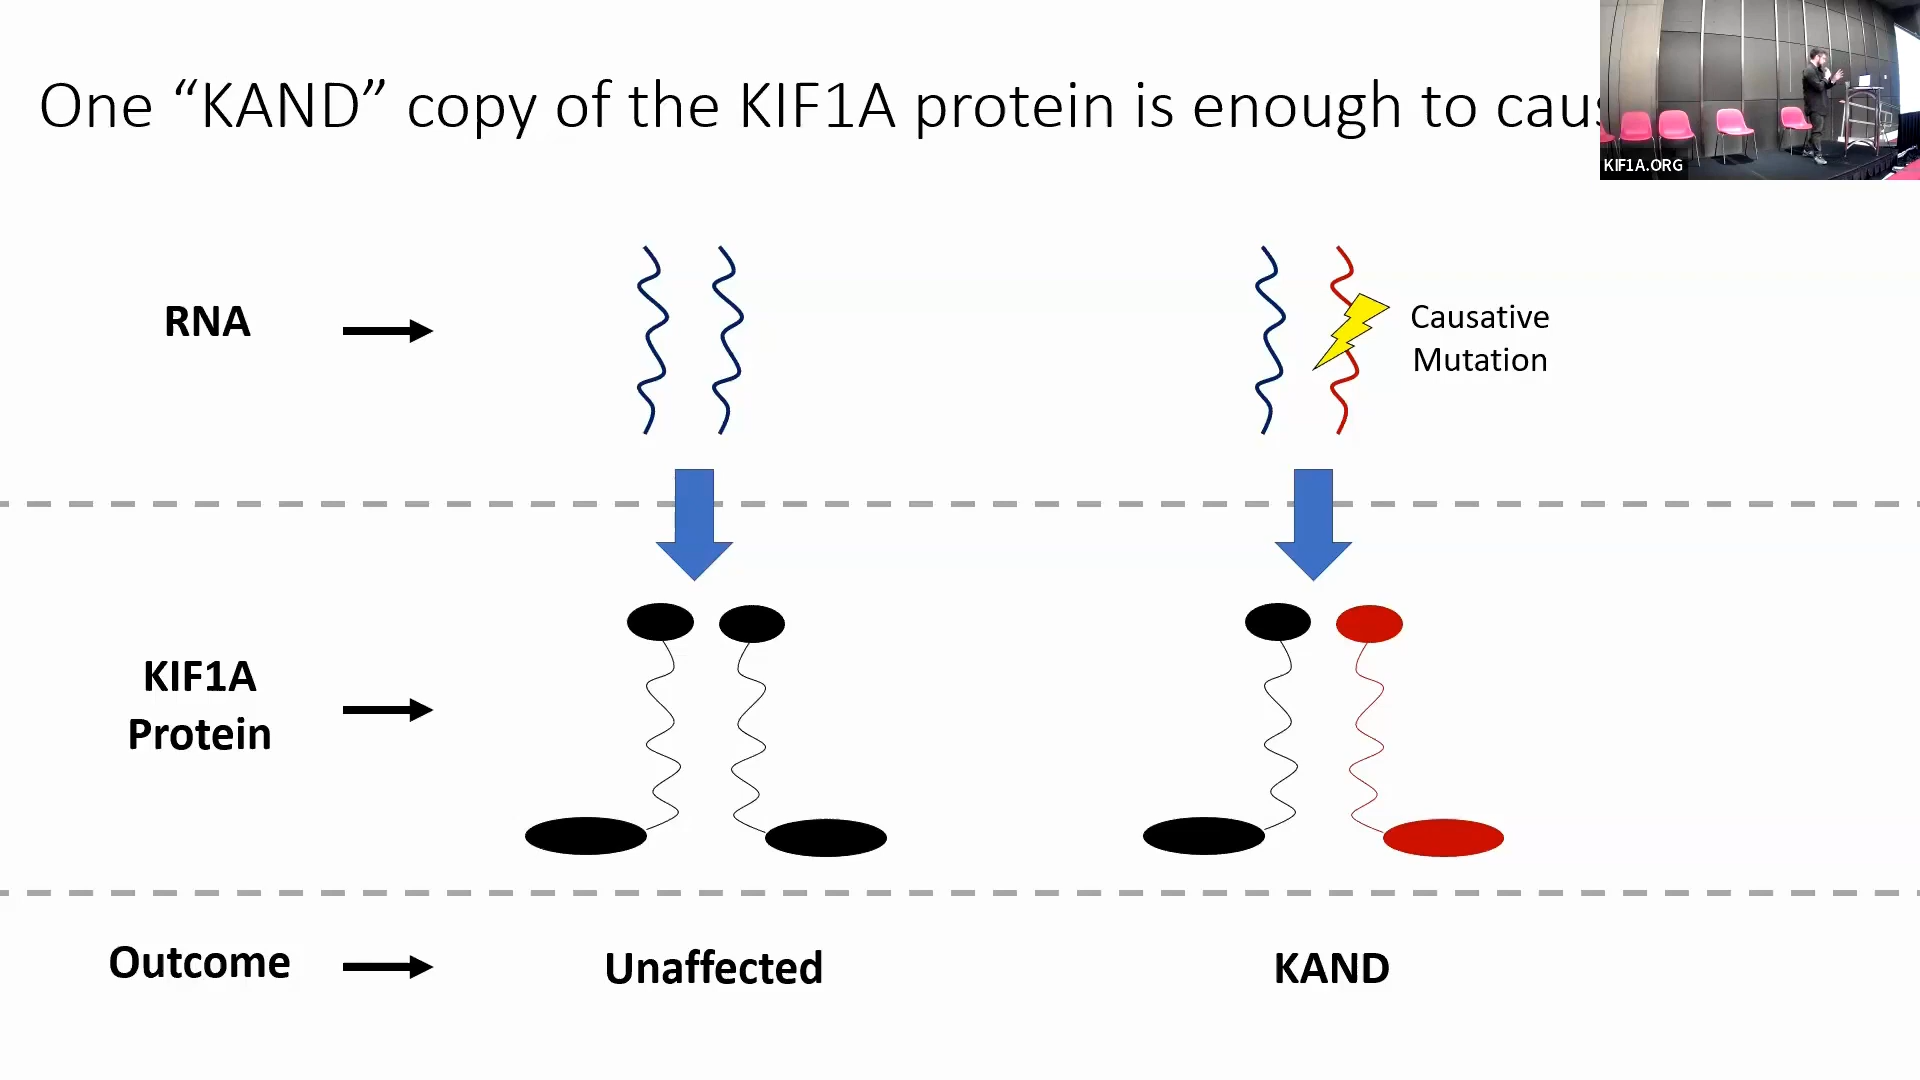 One “KAND” copy of the KIF1A protein is enough to
KIF1A.ORG
RNA
Causative
Mutation
KIF1A
Protein
Outcome
Unaffected
KAND